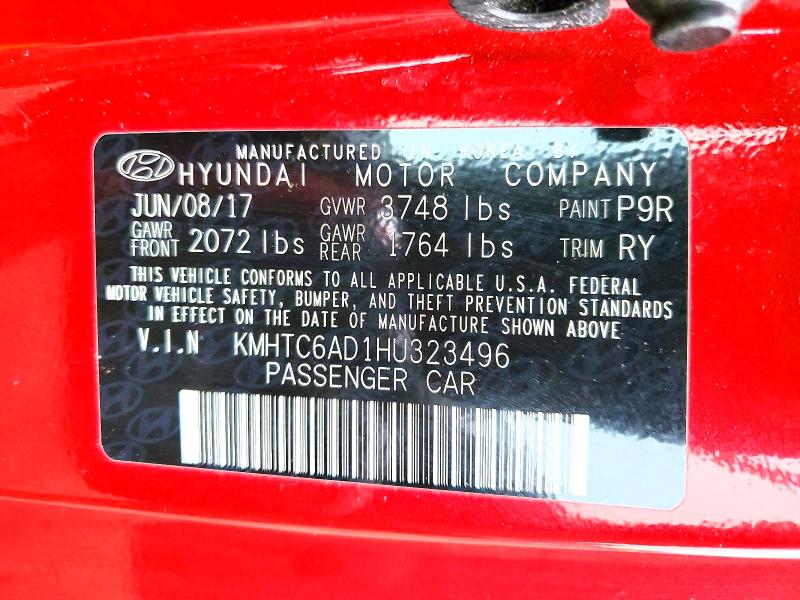 MANUFACTURED IN KOREA BY
HYUNDAI MOTOR COMPANY
JUN/08/17 GVWR 3748 lbs PAINT P9R
GAWR FRONT 2072 lbs GAWR REAR 1764 lbs TRIM RY
THIS VEHICLE CONFORMS TO ALL APPLICABLE U.S.A. FEDERAL
MOTOR VEHICLE SAFETY, BUMPER, AND THEFT PREVENTION STANDARDS
IN EFFECT ON THE DATE OF MANUFACTURE SHOWN ABOVE
V.I.N KMHTC6AD1HU323496
PASSENGER CAR